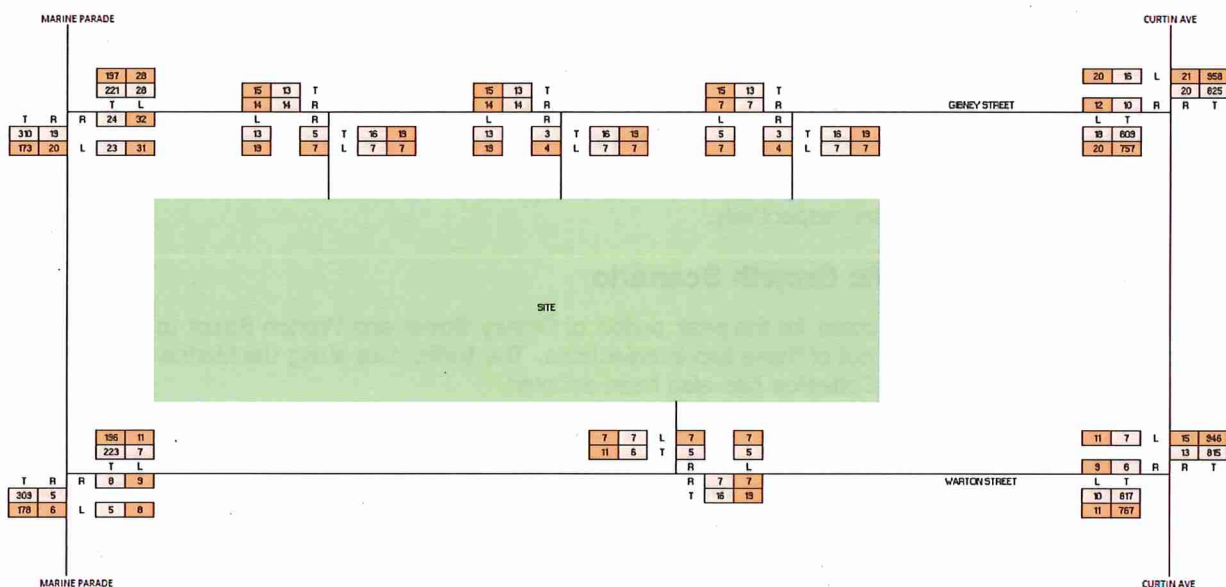 MARINE PARADE CURTIN AVE
197 28 15 13 T 15 13 T 15 13 T 20 16 L 21 958
221 28 14 14 R 14 14 R 7 7 R 20 825
T L GIBNEY STREET
T R R 24 32 L R L R L R 12 10 R R T
310 19 13 5 T 16 19 13 3 T 16 19 5 3 T 16 19 L T
173 20 L 23 31 19 7 L 7 7 19 4 L 7 7 7 4 L 7 7 18 609
20 757
SITE
196 11 7 7 L 7 7 11 7 L 15 946
223 7 11 6 T 5 5 13 815
T L R L
T R R 8 9 R 7 7 WARTON STREET 9 6 R R T
309 5 T 16 19 L T
178 6 L 5 8 10 617
11 767
MARINE PARADE CURTIN AVE